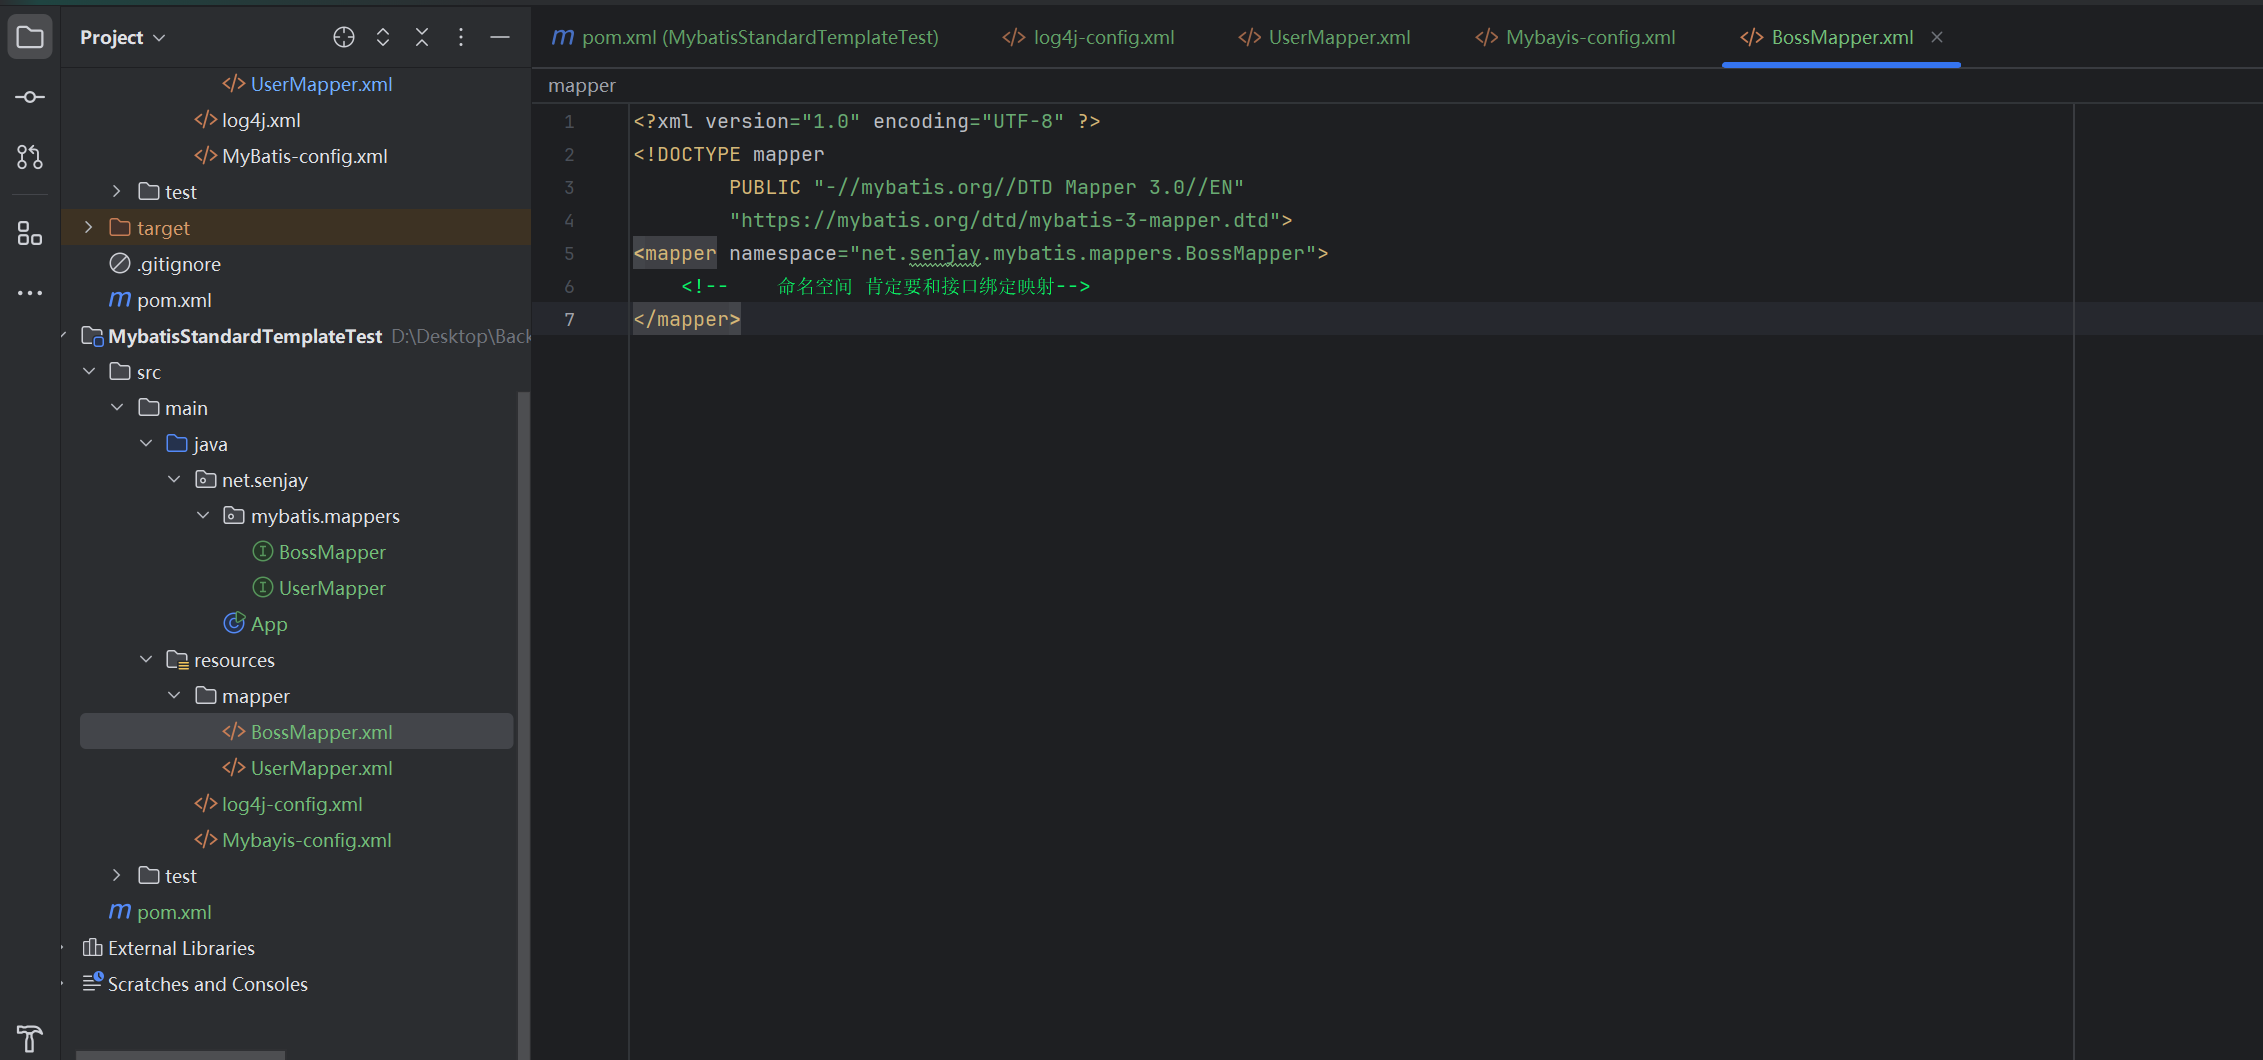 Project
UserMapper.xml
log4j.xml
MyBatis-config.xml
test
target
.gitignore
pom.xml
MybatisStandardTemplateTest D:\Desktop\Back
src
main
java
net.senjay
mybatis.mappers
BossMapper
UserMapper
App
resources
mapper
BossMapper.xml
UserMapper.xml
log4j-config.xml
Mybayis-config.xml
test
pom.xml
External Libraries
Scratches and Consoles
pom.xml (MybatisStandardTemplateTest)
log4j-config.xml
UserMapper.xml
Mybayis-config.xml
BossMapper.xml
mapper
1 <?xml version="1.0" encoding="UTF-8" ?>
2 <!DOCTYPE mapper
3 PUBLIC "-//mybatis.org//DTD Mapper 3.0//EN"
4 "https://mybatis.org/dtd/mybatis-3-mapper.dtd">
5 <mapper namespace="net.senjay.mybatis.mappers.BossMapper">
6 <!-- 命名空间 肯定要和接口绑定映射-->
7 </mapper>